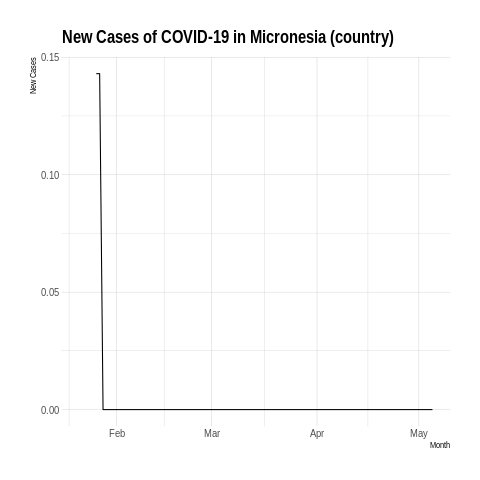 New Cases of COVID-19 in Micronesia (country)
New Cases
0.15
0.10
0.05
0.00
Feb Mar Apr May
Month